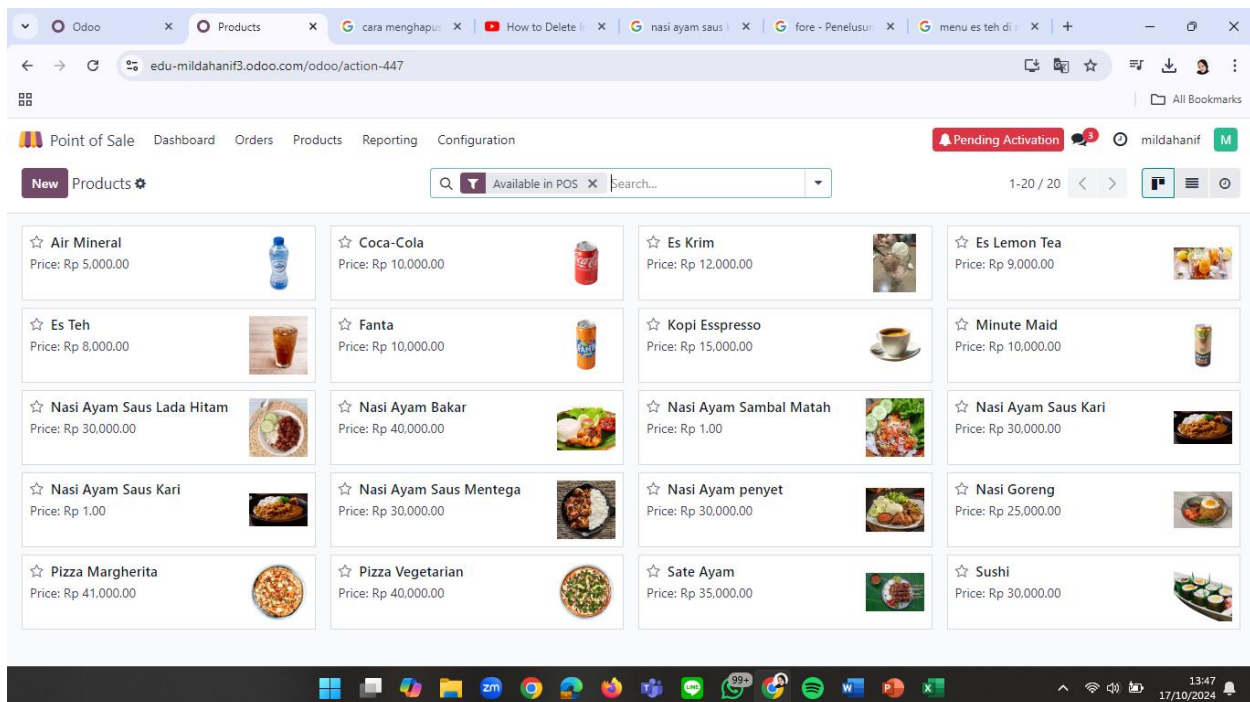 Odoo
Products
cara menghapus
How to Delete In
nasi ayam saus
fore - Penelusur
menu es teh di
edu-mildahanif3.odoo.com/odoo/action-447
All Bookmarks
Point of Sale Dashboard Orders Products Reporting Configuration
Pending Activation 3 mildahanif M
New Products Available in POS Search... 1-20 / 20
Air Mineral
Price: Rp 5,000.00
Coca-Cola
Price: Rp 10,000.00
Es Krim
Price: Rp 12,000.00
Es Lemon Tea
Price: Rp 9,000.00
Es Teh
Price: Rp 8,000.00
Fanta
Price: Rp 10,000.00
Kopi Esspresso
Price: Rp 15,000.00
Minute Maid
Price: Rp 10,000.00
Nasi Ayam Saus Lada Hitam
Price: Rp 30,000.00
Nasi Ayam Bakar
Price: Rp 40,000.00
Nasi Ayam Sambal Matah
Price: Rp 1.00
Nasi Ayam Saus Kari
Price: Rp 30,000.00
Nasi Ayam Saus Kari
Price: Rp 1.00
Nasi Ayam Saus Mentega
Price: Rp 30,000.00
Nasi Ayam penyet
Price: Rp 30,000.00
Nasi Goreng
Price: Rp 25,000.00
Pizza Margherita
Price: Rp 41,000.00
Pizza Vegetarian
Price: Rp 40,000.00
Sate Ayam
Price: Rp 35,000.00
Sushi
Price: Rp 30,000.00
99+
13:47
17/10/2024